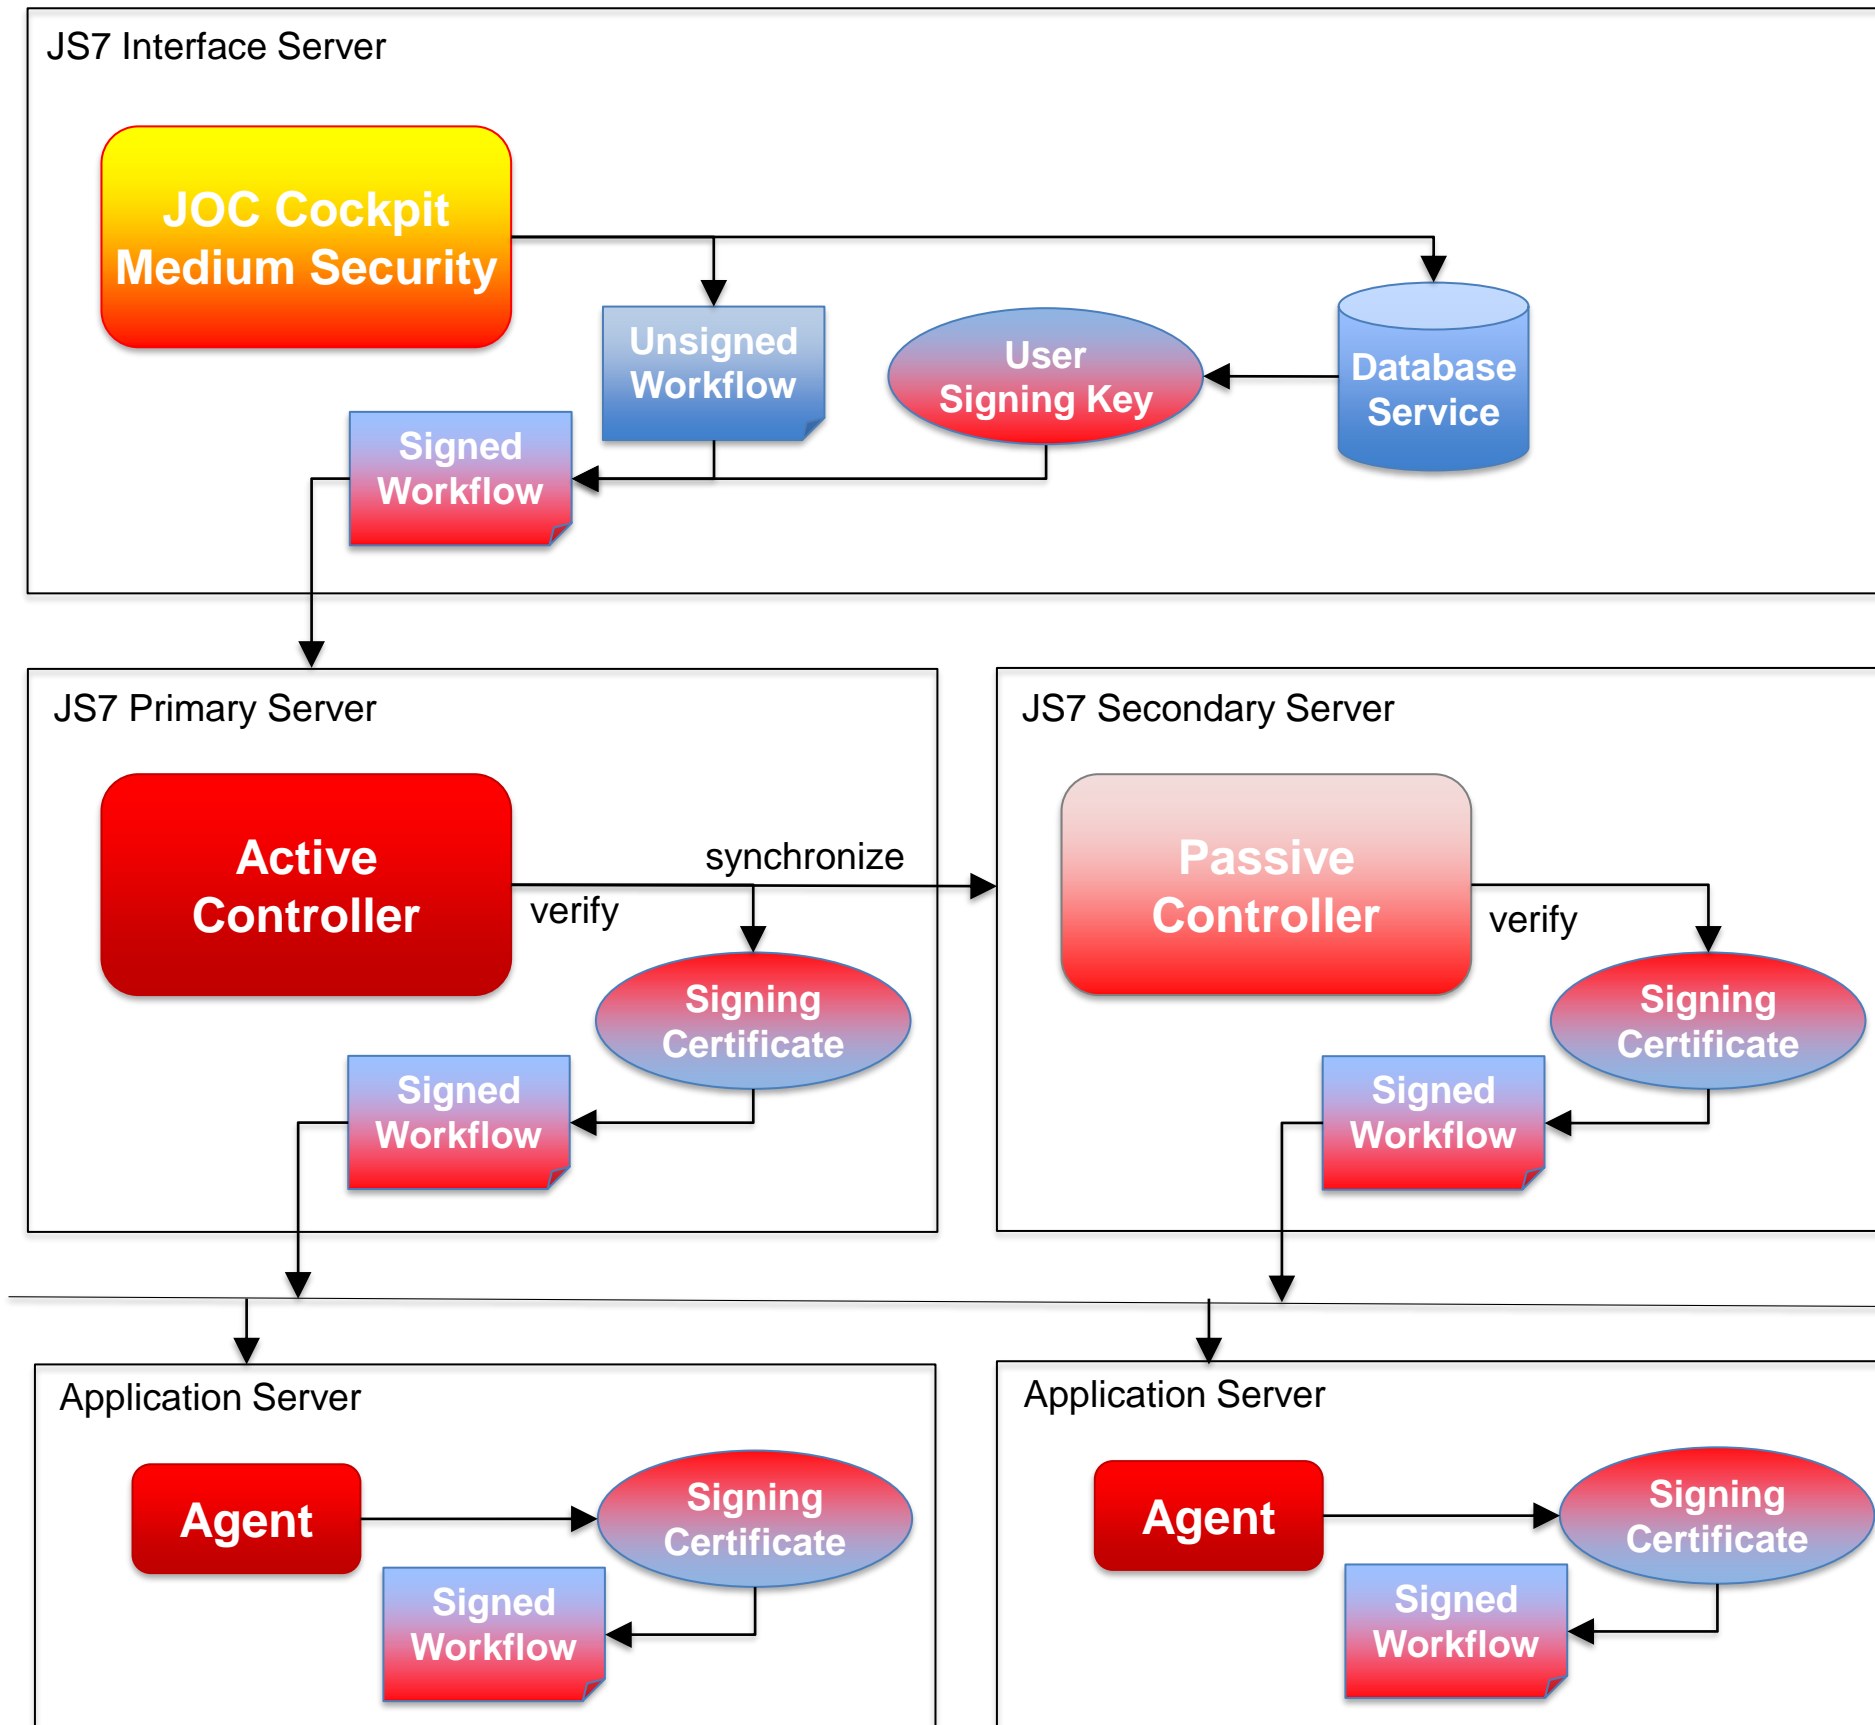 JS7 Interface Server
JOC Cockpit
Medium Security
Unsigned
Workflow
User
Signing Key
Database
Service
Signed
Workflow
JS7 Primary Server
Active
Controller
synchronize
verify
Signing
Certificate
Signed
Workflow
JS7 Secondary Server
Passive
Controller
verify
Signing
Certificate
Signed
Workflow
Application Server
Agent
Signing
Certificate
Signed
Workflow
Application Server
Agent
Signing
Certificate
Signed
Workflow